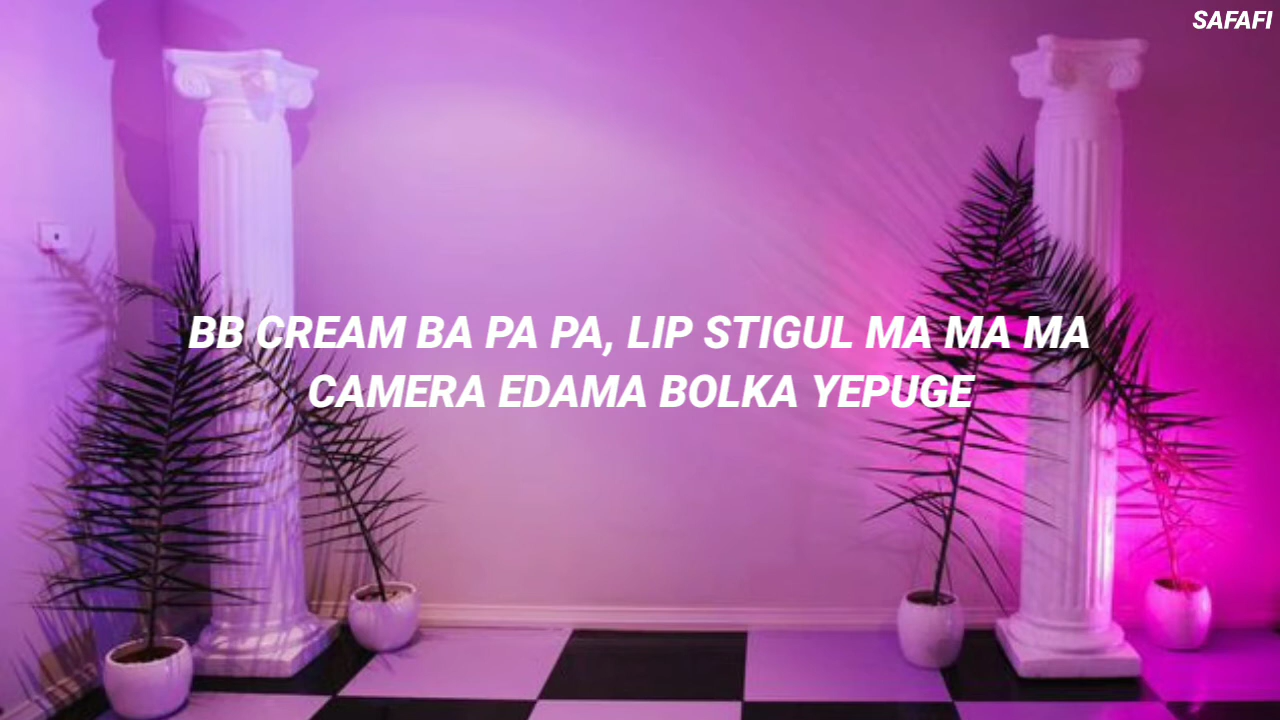 SAFAFI
BB CREAM BA PA PA, LIP STIGUL MA MA MA
CAMERA EDAMA BOLKA YEPUGE